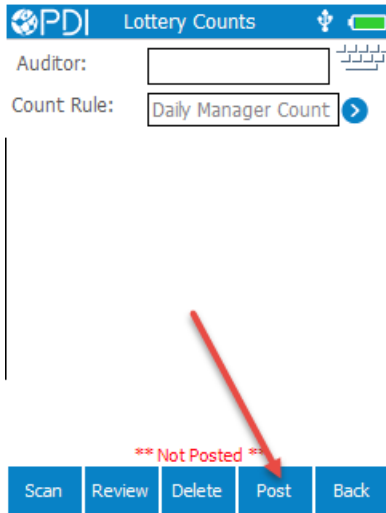 PDI Lottery Counts
Auditor:
Count Rule: Daily Manager Count
** Not Posted **
Scan Review Delete Post Back